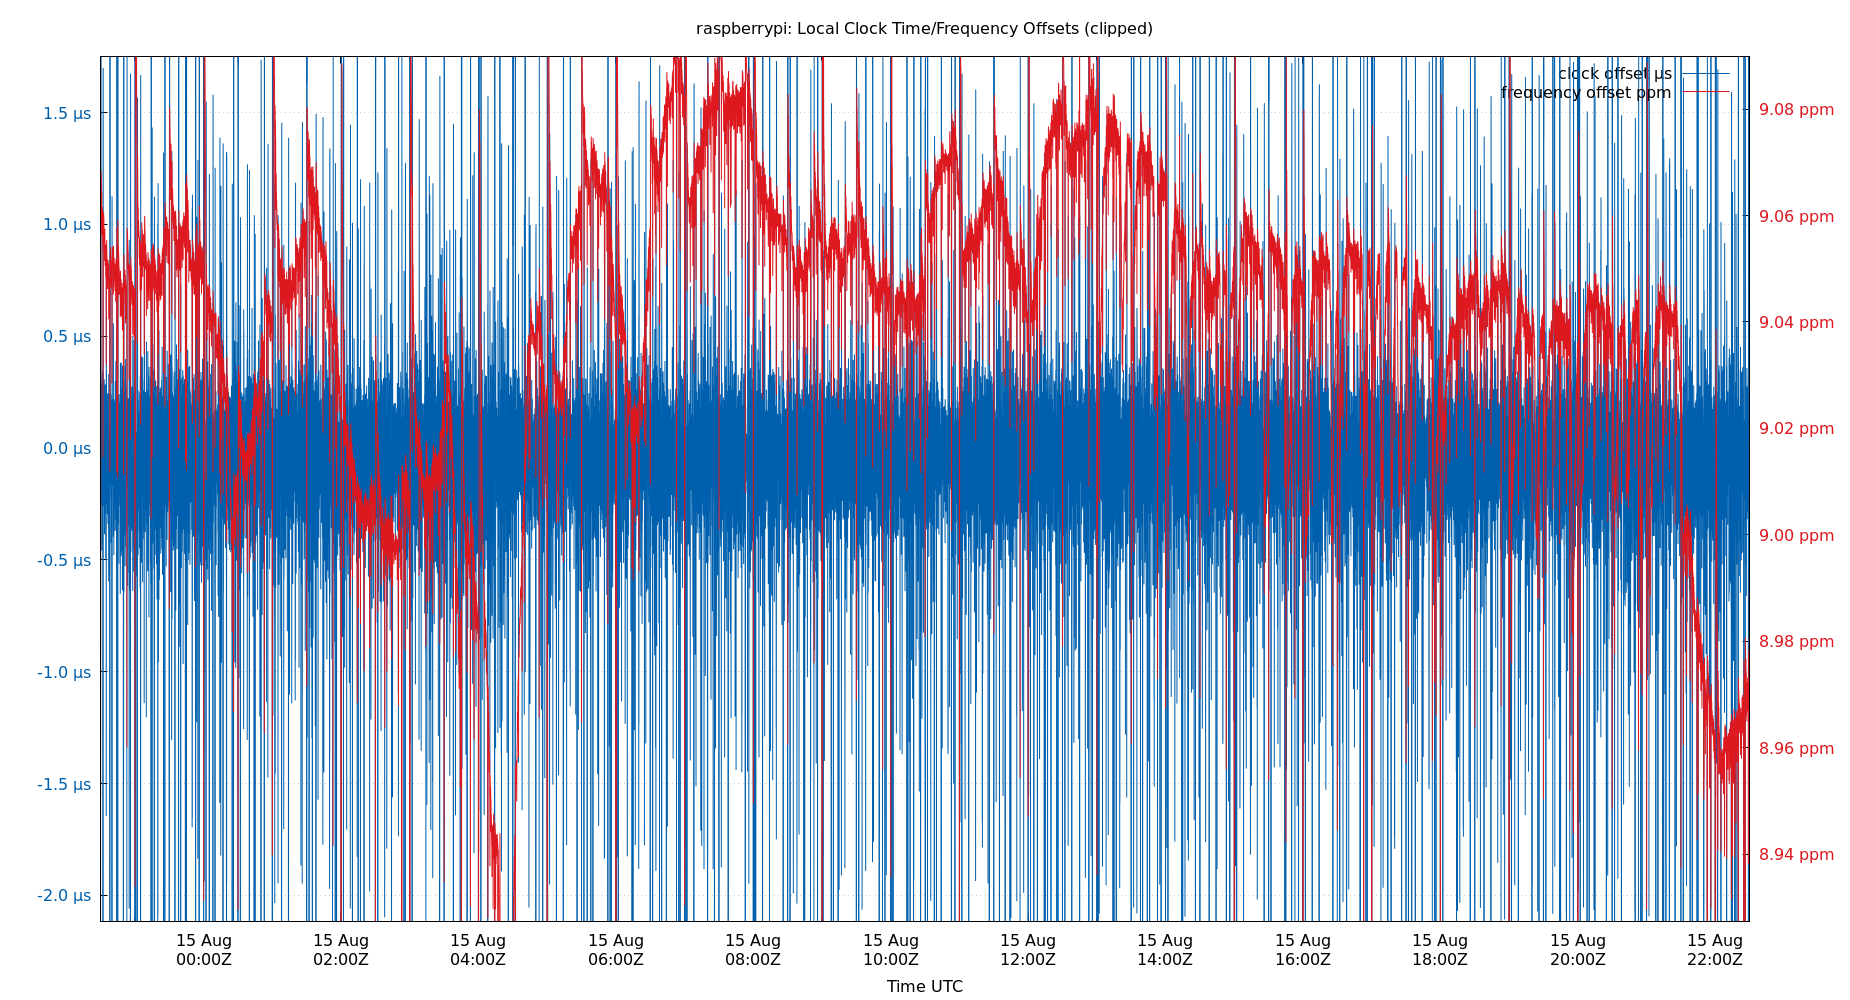 raspberrypi: Local Clock Time/Frequency Offsets (clipped)
clock offset µs
frequency offset ppm
1.5 µs
1.0 µs
0.5 µs
0.0 µs
-0.5 µs
-1.0 µs
-1.5 µs
-2.0 µs
9.08 ppm
9.06 ppm
9.04 ppm
9.02 ppm
9.00 ppm
8.98 ppm
8.96 ppm
8.94 ppm
15 Aug 15 Aug 15 Aug 15 Aug 15 Aug 15 Aug 15 Aug 15 Aug 15 Aug 15 Aug 15 Aug 15 Aug
00:00Z 02:00Z 04:00Z 06:00Z 08:00Z 10:00Z 12:00Z 14:00Z 16:00Z 18:00Z 20:00Z 22:00Z
Time UTC